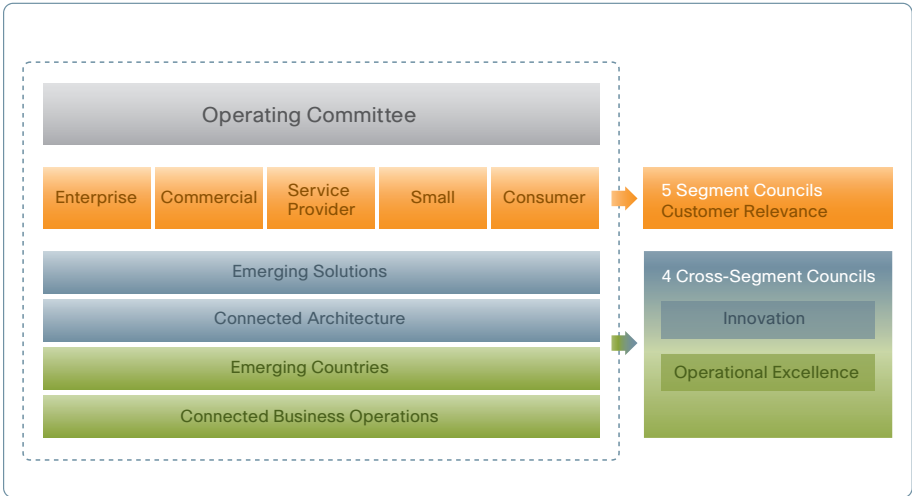 Operating Committee
Enterprise
Commercial
Service
Provider
Small
Consumer
5 Segment Councils
Customer Relevance
Emerging Solutions
Connected Architecture
Emerging Countries
Connected Business Operations
4 Cross-Segment Councils
Innovation
Operational Excellence